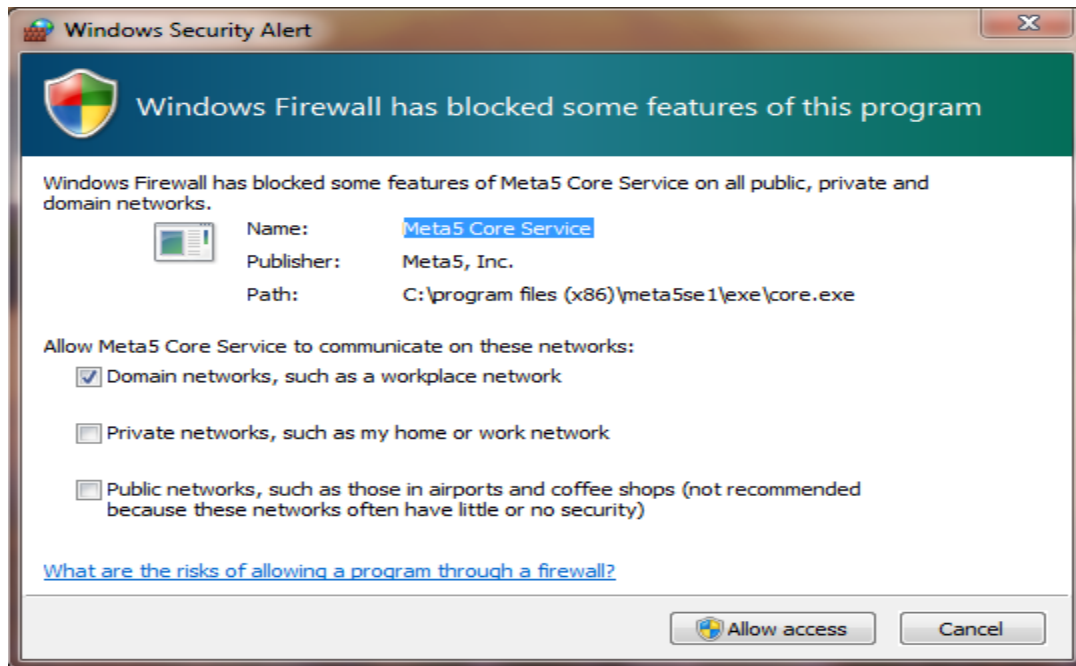 Windows Security Alert
Windows Firewall has blocked some features of this program
Windows Firewall has blocked some features of Meta5 Core Service on all public, private and
domain networks.
Name: Meta5 Core Service
Publisher: Meta5, Inc.
Path: C:\program files (x86)\meta5se1\exe\core.exe
Allow Meta5 Core Service to communicate on these networks:
Domain networks, such as a workplace network
Private networks, such as my home or work network
Public networks, such as those in airports and coffee shops (not recommended
because these networks often have little or no security)
What are the risks of allowing a program through a firewall?
Allow access Cancel